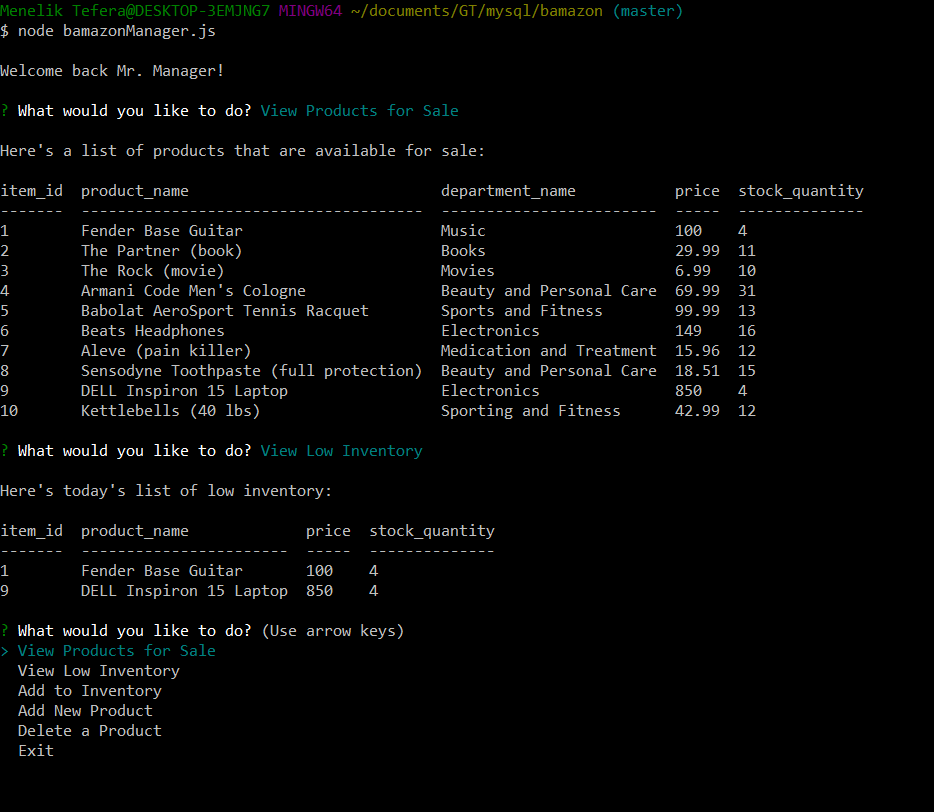 Menelik Tefera@DESKTOP-3EMJNG7 MINGW64 ~/documents/GT/mysql/bamazon (master)
$ node bamazonManager.js
Welcome back Mr. Manager!
? What would you like to do? View Products for Sale
Here's a list of products that are available for sale:
item_id  product_name                            department_name           price  stock_quantity
-------  --------------------------------------  ------------------------  -----  --------------
1        Fender Base Guitar                      Music                     100    4
2        The Partner (book)                      Books                     29.99  11
3        The Rock (movie)                        Movies                    6.99   10
4        Armani Code Men's Cologne               Beauty and Personal Care  69.99  31
5        Babolat AeroSport Tennis Racquet        Sports and Fitness        99.99  13
6        Beats Headphones                        Electronics               149    16
7        Aleve (pain killer)                     Medication and Treatment  15.96  12
8        Sensodyne Toothpaste (full protection)  Beauty and Personal Care  18.51  15
9        DELL Inspiron 15 Laptop                 Electronics               850    4
10       Kettlebells (40 lbs)                    Sporting and Fitness      42.99  12
? What would you like to do? View Low Inventory
Here's today's list of low inventory:
item_id  product_name             price  stock_quantity
-------  -----------------------  -----  --------------
1        Fender Base Guitar       100    4
9        DELL Inspiron 15 Laptop  850    4
? What would you like to do? (Use arrow keys)
> View Products for Sale
  View Low Inventory
  Add to Inventory
  Add New Product
  Delete a Product
  Exit